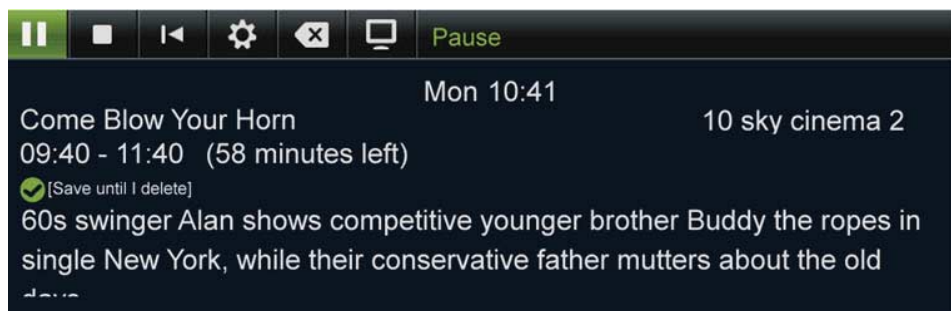 Pause
Mon 10:41
Come Blow Your Horn 10 sky cinema 2
09:40 - 11:40 (58 minutes left)
[Save until I delete]
60s swinger Alan shows competitive younger brother Buddy the ropes in
single New York, while their conservative father mutters about the old